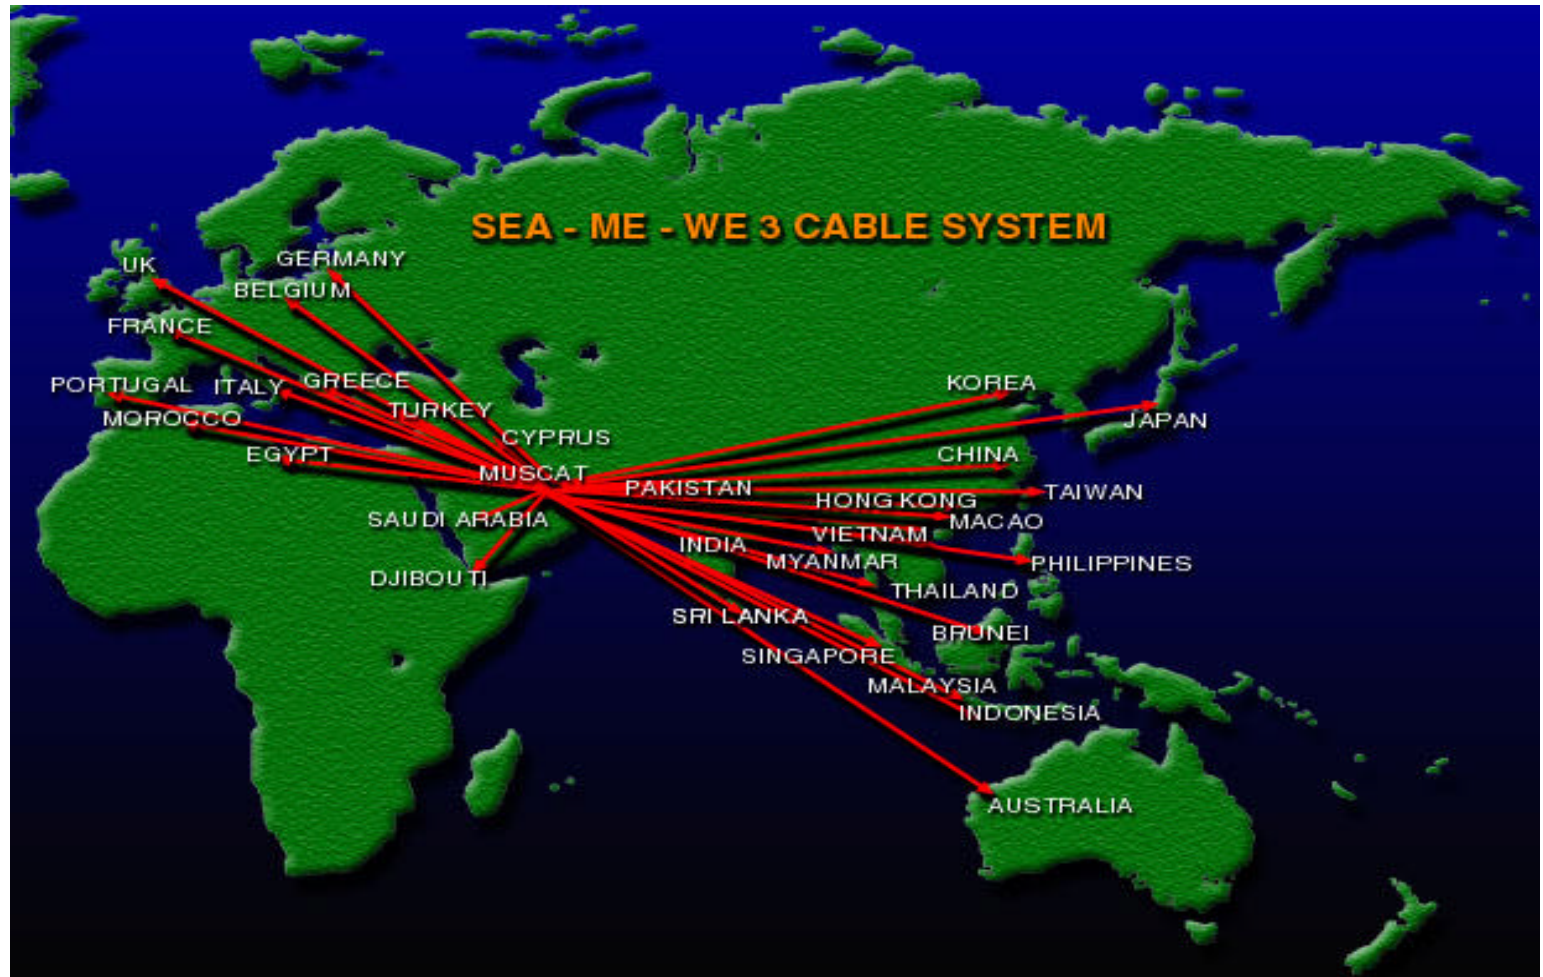 SEA - ME - WE 3 CABLE SYSTEM
GERMANY
UK
BELGIUM
FRANCE
GREECE
PORTUGAL
ITALY
KOREA
TURKEY
MOROCCO
JAPAN
CYPRUS
EGYPT
CHINA
MUSCAT
PAKISTAN
TAIWAN
HONG KONG
SAUDI ARABIA
MACAO
VIETNAM
INDIA
MYANMAR
PHILIPPINES
DJIBOUTI
THAILAND
SRI LANKA
BRUNEI
SINGAPORE
MALAYSIA
INDONESIA
AUSTRALIA